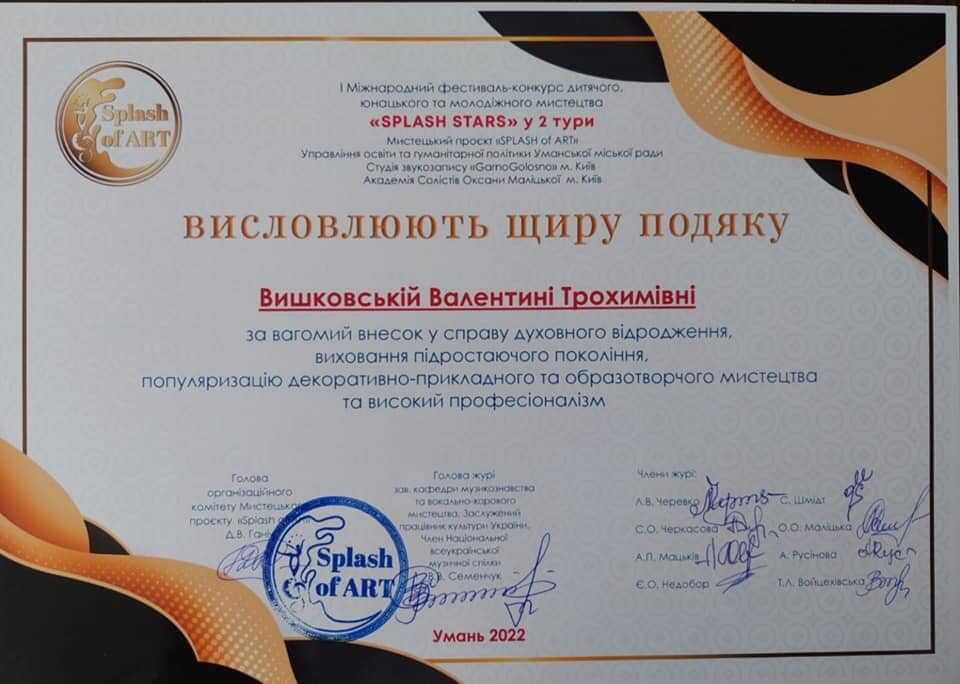 Splash
of ART
І Міжнародний фестиваль-конкурс дитячого,
юнацького та молодіжного мистецтва
«SPLASH STARS» у 2 тури
Мистецький проєкт «SPLASH of ART»
Управління освіти та гуманітарної політики Уманської міської ради
Студія звукозапису «GarnoGolosno» м. Київ
Академія Солістів Оксани Маліцької м. Київ
висловлюють щиру подяку
Вишковській Валентині Трохимівні
за вагомий внесок у справу духовного відродження,
виховання підростаючого покоління,
популяризацію декоративно-прикладного та образотворчого мистецтва
та високий професіоналізм
Голова
організаційного
комітету Мистецько
проєкту «Splash
Д.В.
Splash
of ART
Голова журі
зав. кафедри музикознавства
та вокально-хорового
мистецтва, Заслужений
працівник культури України,
Член Національної
всеукраїнської
музичної спілки
В.В. Семенчук
Члени журі:
Л.В. Черевко
С.О. Черкасова
А.П. Мацьків
Є.О. Недобор
С. Шмідт
О.О. Маліцька
А. Русінова
Т.Л. Войцехівська
Умань 2022